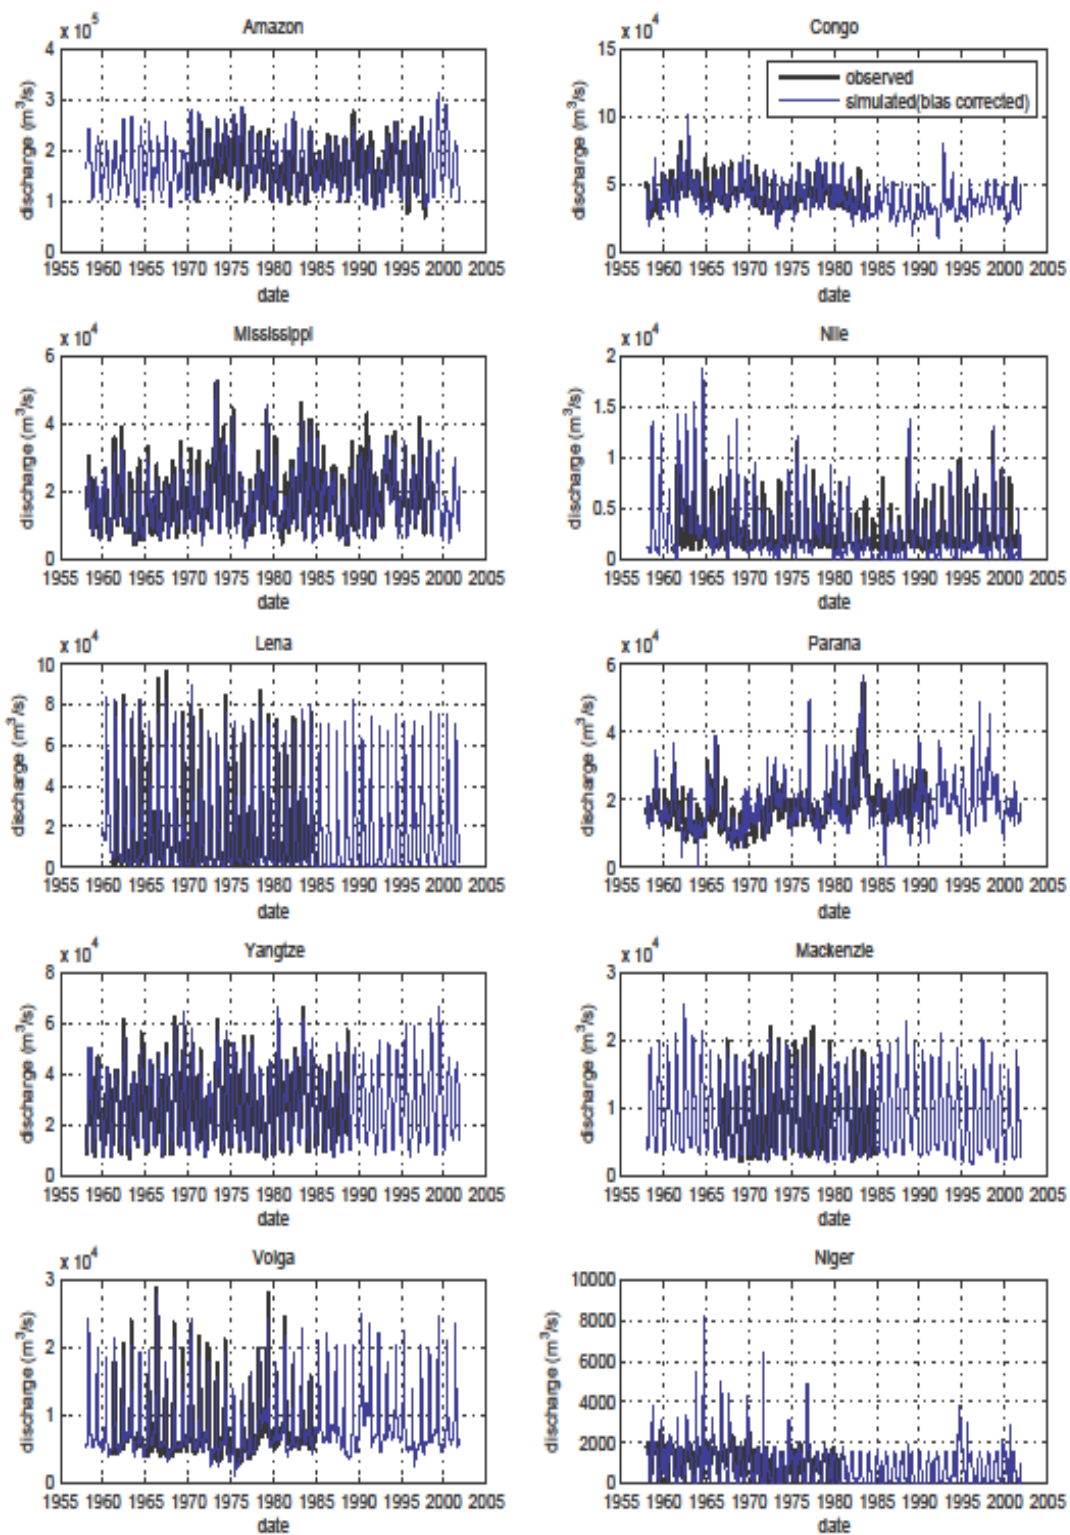 Amazon
x 10^5
4
3
2
1
0
discharge (m^3/s)
1955 1960 1965 1970 1975 1980 1985 1990 1995 2000 2005
date
Congo
x 10^4
15
10
5
0
discharge (m^3/s)
observed
simulated(bias corrected)
1955 1960 1965 1970 1975 1980 1985 1990 1995 2000 2005
date
Mississippi
x 10^4
6
4
2
0
discharge (m^3/s)
1955 1960 1965 1970 1975 1980 1985 1990 1995 2000 2005
date
Nile
x 10^4
2
1.5
1
0.5
0
discharge (m^3/s)
1955 1960 1965 1970 1975 1980 1985 1990 1995 2000 2005
date
Lena
x 10^4
10
8
6
4
2
0
discharge (m^3/s)
1955 1960 1965 1970 1975 1980 1985 1990 1995 2000 2005
date
Parana
x 10^4
6
4
2
0
discharge (m^3/s)
1955 1960 1965 1970 1975 1980 1985 1990 1995 2000 2005
date
Yangtze
x 10^4
8
6
4
2
0
discharge (m^3/s)
1955 1960 1965 1970 1975 1980 1985 1990 1995 2000 2005
date
Mackenzie
x 10^4
3
2
1
0
discharge (m^3/s)
1955 1960 1965 1970 1975 1980 1985 1990 1995 2000 2005
date
Volga
x 10^4
3
2
1
0
discharge (m^3/s)
1955 1960 1965 1970 1975 1980 1985 1990 1995 2000 2005
date
Niger
10000
8000
6000
4000
2000
0
discharge (m^3/s)
1955 1960 1965 1970 1975 1980 1985 1990 1995 2000 2005
date